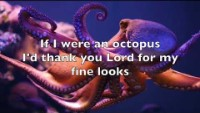 If I were an octopus
I'd thank you Lord for my
fine looks